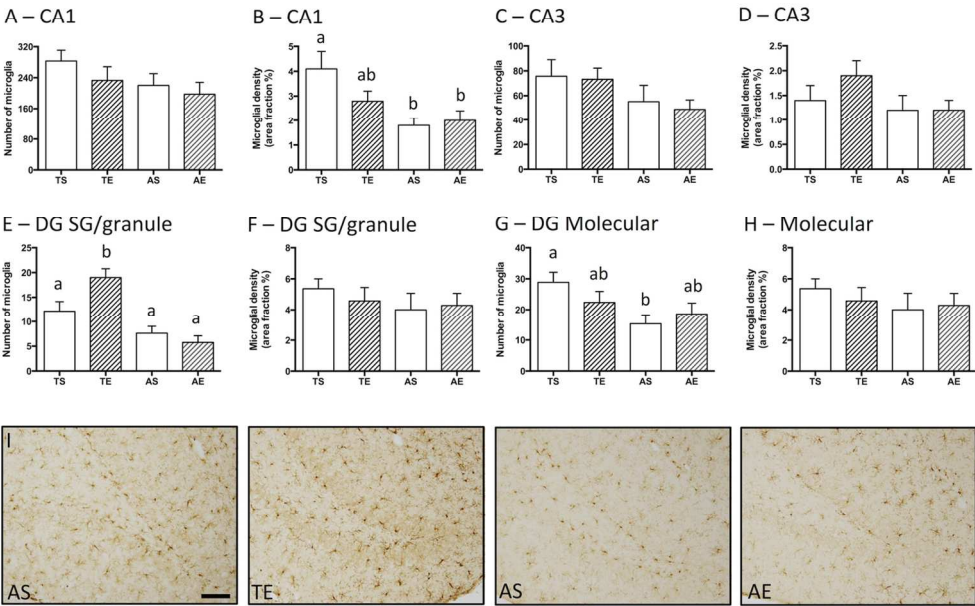 A – CA1
Number of microglia
320
240
160
80
0
TS TE AS AE
B – CA1
Microglial density
(area fraction %)
5
4
3
2
1
0
a
ab
b
b
TS TE AS AE
C – CA3
Number of microglia
100
80
60
40
20
0
TS TE AS AE
D – CA3
Microglial density
(area fraction %)
2.5
2.0
1.5
1.0
0.5
0.0
TS TE AS AE
E – DG SG/granule
Number of microglia
25
20
15
10
5
0
a
b
a
a
TS TE AS AE
F – DG SG/granule
Microglial density
(area fraction %)
8
6
4
2
0
TS TE AS AE
G – DG Molecular
Number of microglia
40
30
20
10
0
a
ab
b
ab
TS TE AS AE
H – Molecular
Microglial density
(area fraction %)
8
6
4
2
0
TS TE AS AE
I
AS
TE
AS
AE